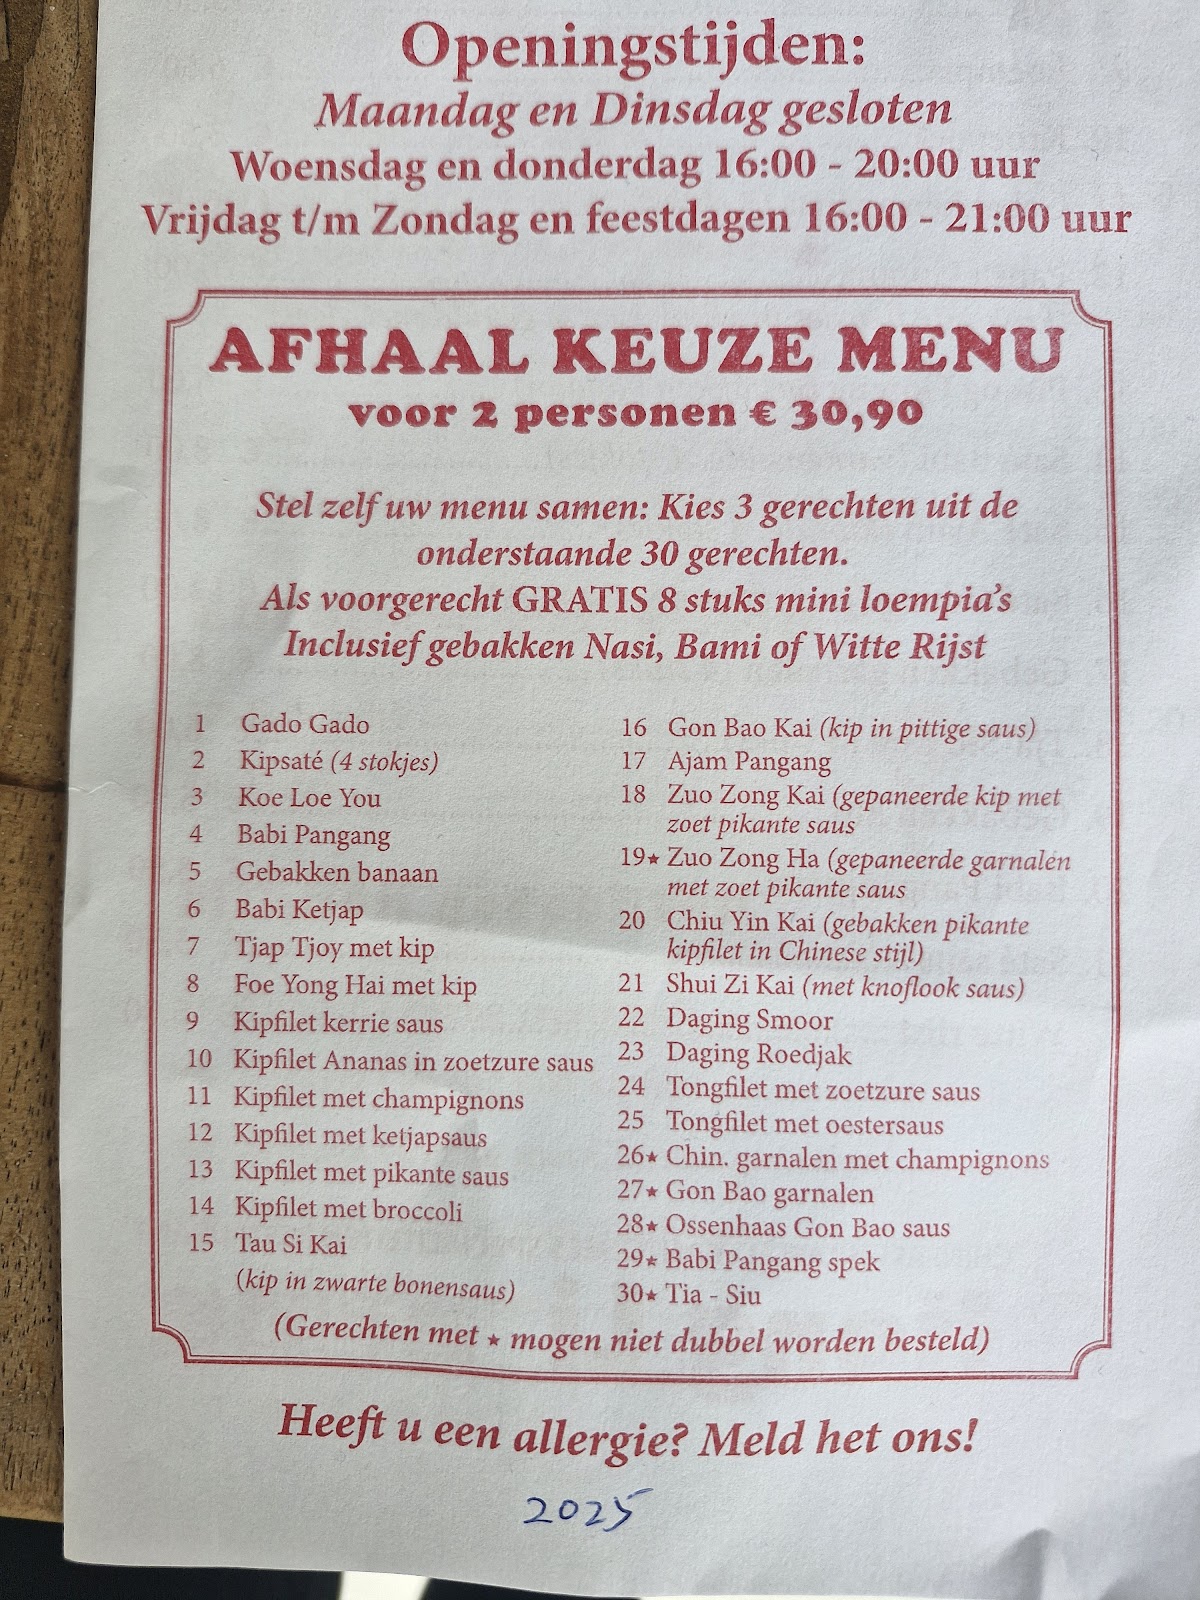 Openingstijden:
Maandag en Dinsdag gesloten
Woensdag en donderdag 16:00 - 20:00 uur
Vrijdag t/m Zondag en feestdagen 16:00 - 21:00 uur
AFHAAL KEUZE MENU
voor 2 personen € 30,90
Stel zelf uw menu samen: Kies 3 gerechten uit de
onderstaande 30 gerechten.
Als voorgerecht GRATIS 8 stuks mini loempia's
Inclusief gebakken Nasi, Bami of Witte Rijst
1 Gado Gado
2 Kipsaté (4 stokjes)
3 Koe Loe You
4 Babi Pangang
5 Gebakken banaan
6 Babi Ketjap
7 Tjap Tjoy met kip
8 Foe Yong Hai met kip
9 Kipfilet kerrie saus
10 Kipfilet Ananas in zoetzure saus
11 Kipfilet met champignons
12 Kipfilet met ketjapsaus
13 Kipfilet met pikante saus
14 Kipfilet met broccoli
15 Tau Si Kai
(kip in zwarte bonensaus)
16 Gon Bao Kai (kip in pittige saus)
17 Ajam Pangang
18 Zuo Zong Kai (gepaneerde kip met
zoet pikante saus
19★ Zuo Zong Ha (gepaneerde garnalen
met zoet pikante saus
20 Chiu Yin Kai (gebakken pikante
kipfilet in Chinese stijl)
21 Shui Zi Kai (met knoflook saus)
22 Daging Smoor
23 Daging Roedjak
24 Tongfilet met zoetzure saus
25 Tongfilet met oestersaus
26★ Chin. garnalen met champignons
27★ Gon Bao garnalen
28★ Ossenhaas Gon Bao saus
29★ Babi Pangang spek
30★ Tia - Siu
(Gerechten met ★ mogen niet dubbel worden besteld)
Heeft u een allergie? Meld het ons!
2025